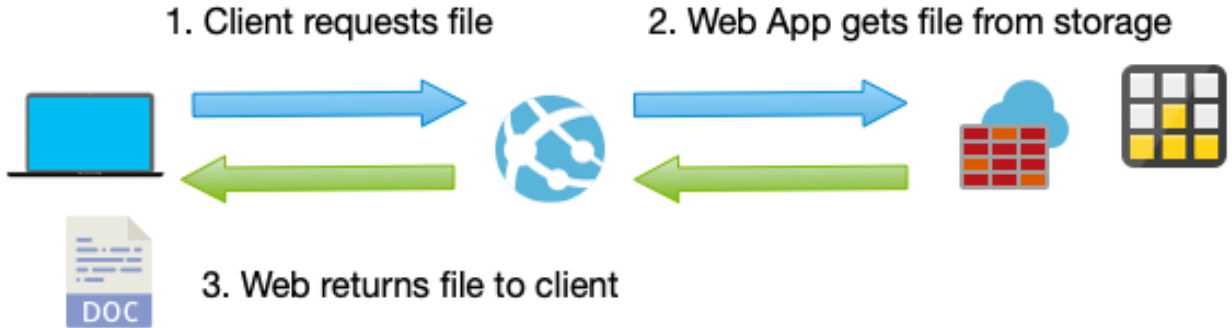 1. Client requests file
2. Web App gets file from storage
DOC
3. Web returns file to client